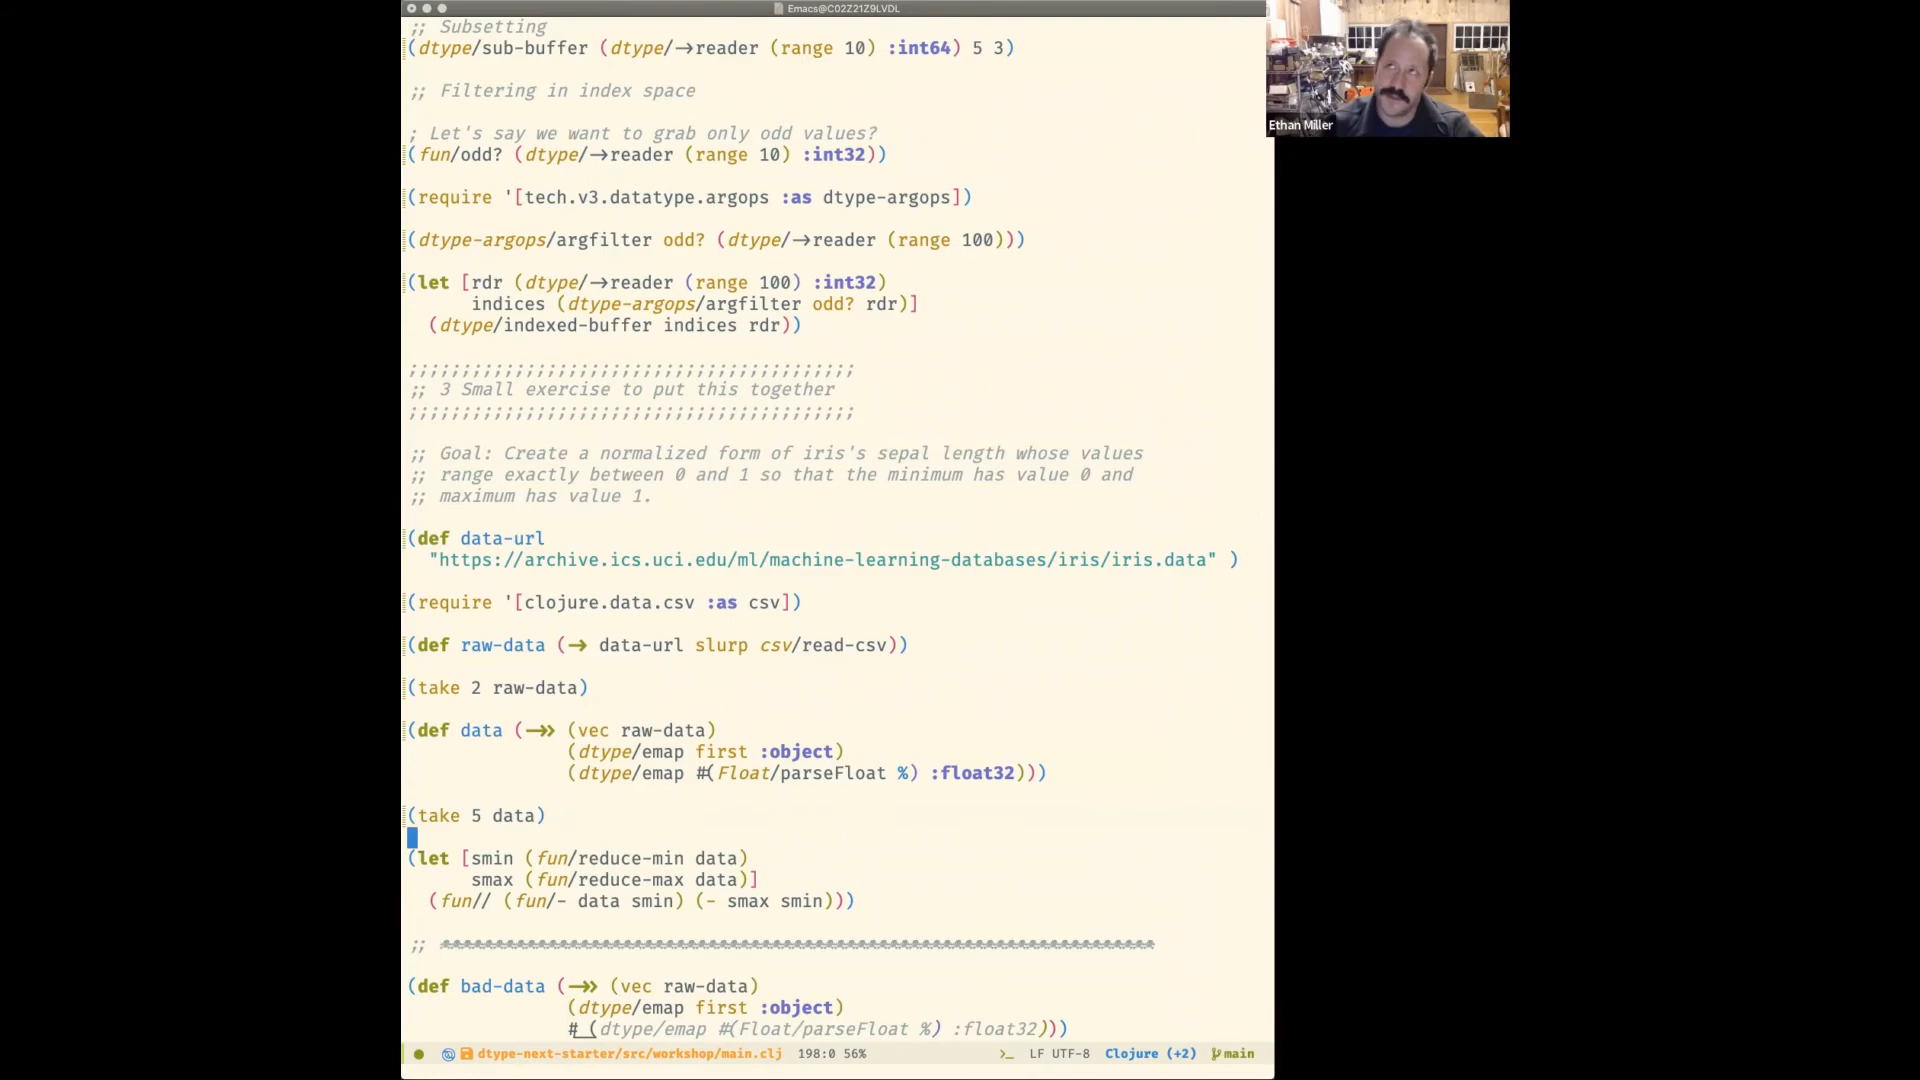 Emacs@C02Z21Z9LVDL
;; Subsetting
(dtype/sub-buffer (dtype/->reader (range 10) :int64) 5 3)
;; Filtering in index space
; Let's say we want to grab only odd values?
(fun/odd? (dtype/->reader (range 10) :int32))
(require '[tech.v3.datatype.argops :as dtype-argops])
(dtype-argops/argfilter odd? (dtype/->reader (range 100)))
(let [rdr (dtype/->reader (range 100) :int32)
indices (dtype-argops/argfilter odd? rdr)]
(dtype/indexed-buffer indices rdr))
;;;;;;;;;;;;;;;;;;;;;;;;;;;;;;;;;;;;;;;;;;
;; 3 Small exercise to put this together
;;;;;;;;;;;;;;;;;;;;;;;;;;;;;;;;;;;;;;;;;;
;; Goal: Create a normalized form of iris's sepal length whose values
;; range exactly between 0 and 1 so that the minimum has value 0 and
;; maximum has value 1.
(def data-url
"https://archive.ics.uci.edu/ml/machine-learning-databases/iris/iris.data" )
(require '[clojure.data.csv :as csv])
(def raw-data (-> data-url slurp csv/read-csv))
(take 2 raw-data)
(def data (->> (vec raw-data)
(dtype/emap first :object)
(dtype/emap #(Float/parseFloat %) :float32)))
(take 5 data)
(let [smin (fun/reduce-min data)
smax (fun/reduce-max data)]
(fun// (fun/- data smin) (- smax smin)))
;;
(def bad-data (->> (vec raw-data)
(dtype/emap first :object)
#_(dtype/emap #(Float/parseFloat %) :float32)))
dtype-next-starter/src/workshop/main.clj 198:0 56% LF UTF-8 Clojure (+2) main
Ethan Miller